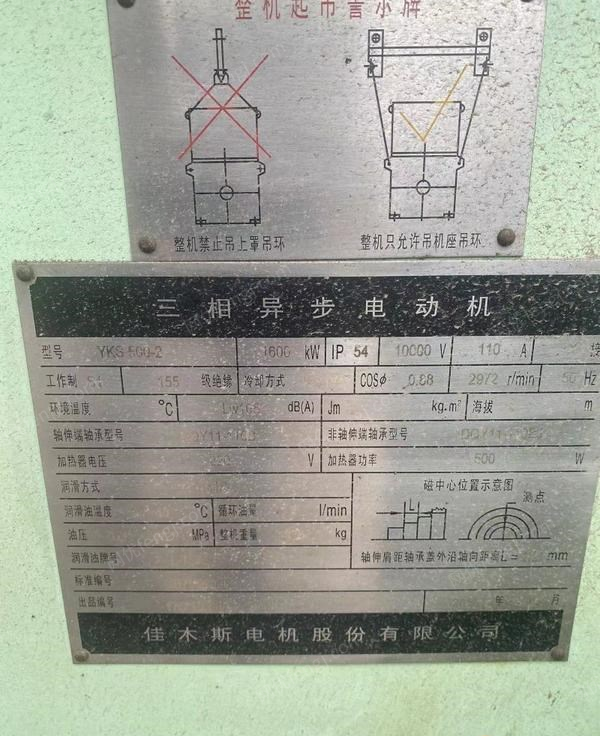 整机起吊警示牌
整机禁止吊上罩吊环 整机只允许吊机座吊环
三相异步电动机
型号 YKS 500-2 1600 kW IP 54 10000 V 110 A 接
工作制 S1 155 级绝缘 冷却方式 COSφ 0.88 2972 r/min 50 Hz
环境温度 ℃ dB(A) Jm kg.m² 海拔 m
轴伸端轴承型号 非轴伸端轴承型号
加热器电压 V 加热器功率 500 W
润滑方式 磁中心位置示意图
测点
润滑油温度 ℃ 循环油量 l/min
油压 MPa 整机重量 kg
润滑油牌号 轴伸肩距轴承盖外沿轴向距离L= mm
标准编号
出品编号 年 月
佳木斯电机股份有限公司